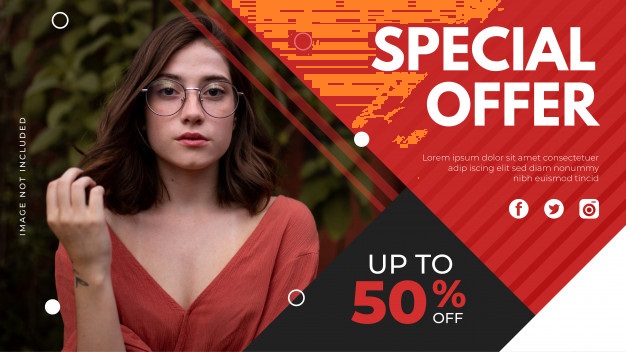 IMAGE NOT INCLUDED
SPECIAL
OFFER
Lorem ipsum dolor sit amet consectetuer
adip iscing elit sed diam nonummy
nibh euismod tincid
UP TO
50%
OFF